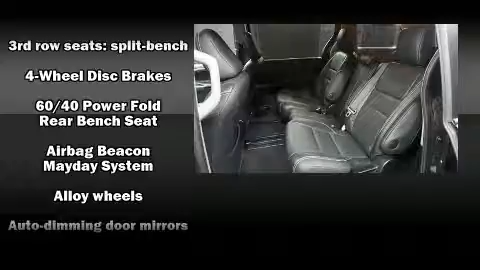 3rd row seats: split-bench
4-Wheel Disc Brakes
60/40 Power Fold
Rear Bench Seat
Airbag Beacon
Mayday System
Alloy wheels
Auto-dimming door mirrors